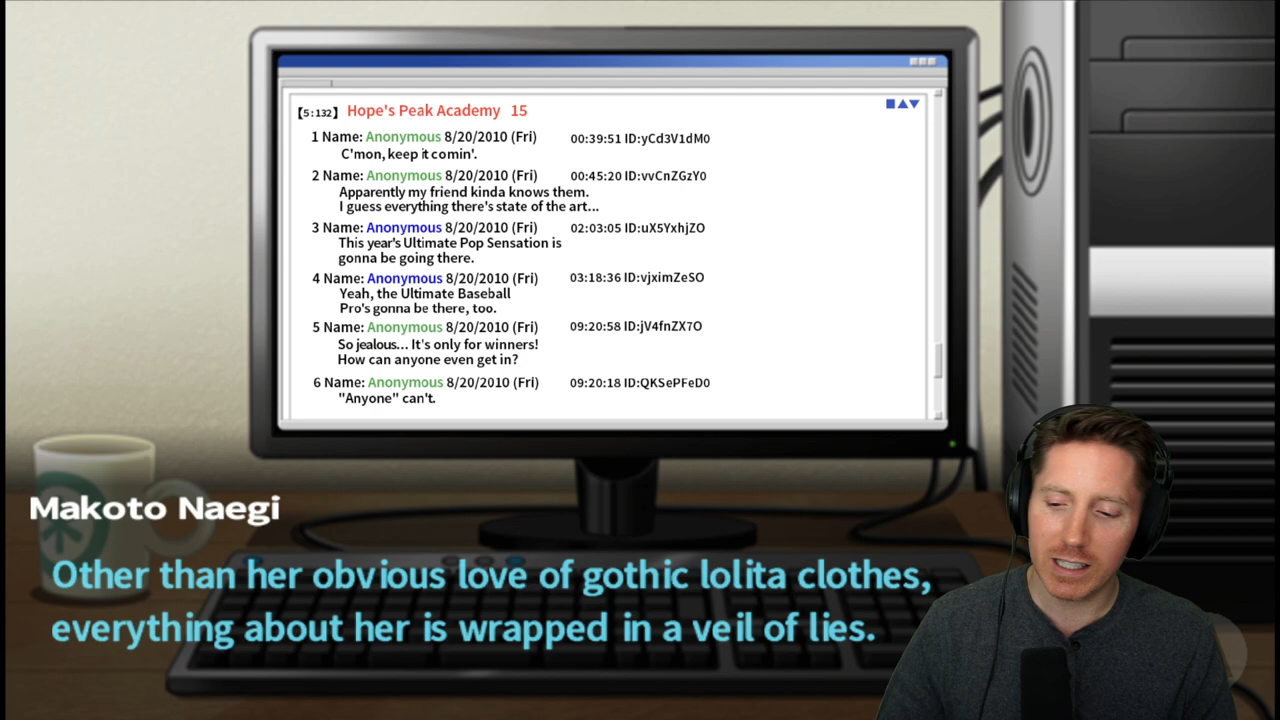 【5:132】 Hope's Peak Academy 15
1 Name: Anonymous 8/20/2010 (Fri) 00:39:51 ID:yCd3V1dM0
C'mon, keep it comin'.
2 Name: Anonymous 8/20/2010 (Fri) 00:45:20 ID:vvCnZGzY0
Apparently my friend kinda knows them.
I guess everything there's state of the art...
3 Name: Anonymous 8/20/2010 (Fri) 02:03:05 ID:uX5YxhjZO
This year's Ultimate Pop Sensation is
gonna be going there.
4 Name: Anonymous 8/20/2010 (Fri) 03:18:36 ID:vjximZeSO
Yeah, the Ultimate Baseball
Pro's gonna be there, too.
5 Name: Anonymous 8/20/2010 (Fri) 09:20:58 ID:jV4fnZX7O
So jealous... It's only for winners!
How can anyone even get in?
6 Name: Anonymous 8/20/2010 (Fri) 09:20:18 ID:QKSePFeD0
"Anyone" can't.
Makoto Naegi
Other than her obvious love of gothic lolita clothes,
everything about her is wrapped in a veil of lies.